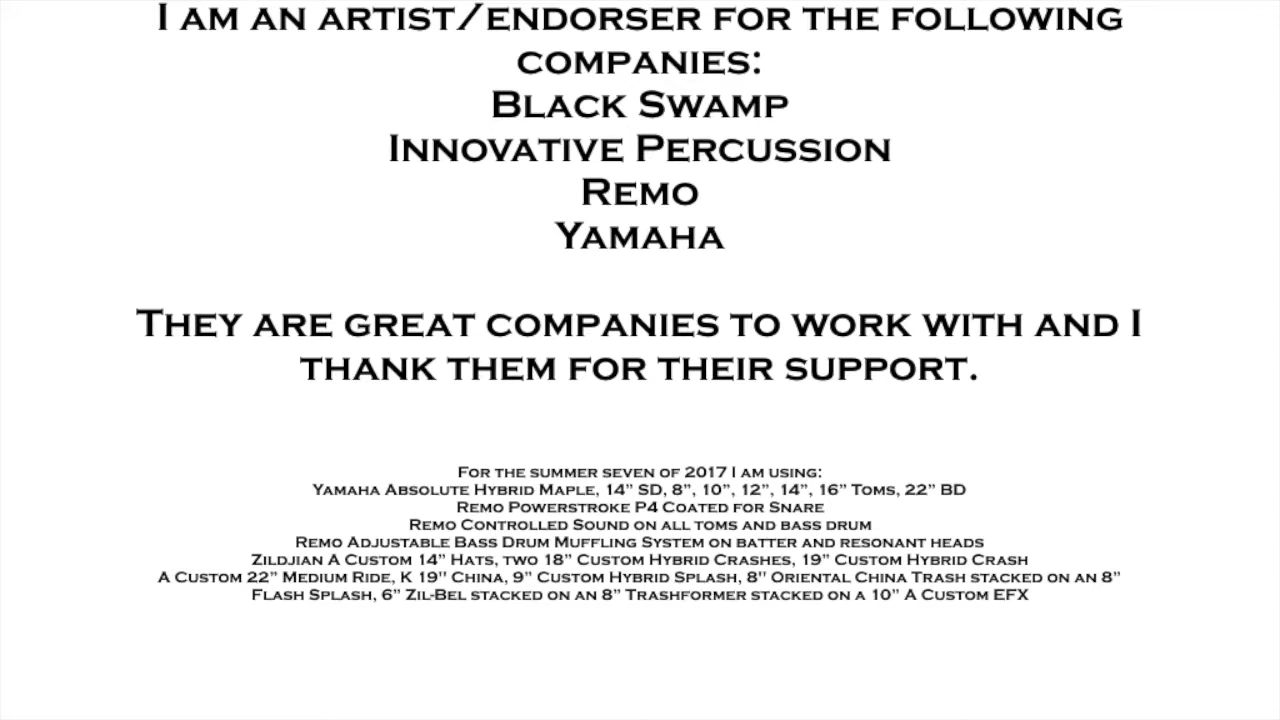 I am an artist/endorser for the following
companies:
Black Swamp
Innovative Percussion
Remo
Yamaha
They are great companies to work with and I
thank them for their support.
For the summer seven of 2017 I am using:
Yamaha Absolute Hybrid Maple, 14” SD, 8”, 10”, 12”, 14”, 16” Toms, 22” BD
Remo Powerstroke P4 Coated for Snare
Remo Controlled Sound on all toms and bass drum
Remo Adjustable Bass Drum Muffling System on batter and resonant heads
Zildjian A Custom 14” Hats, two 18” Custom Hybrid Crashes, 19” Custom Hybrid Crash
A Custom 22” Medium Ride, K 19" China, 9” Custom Hybrid Splash, 8" Oriental China Trash stacked on an 8”
Flash Splash, 6” Zil-Bel stacked on an 8” Trashformer stacked on a 10” A Custom EFX